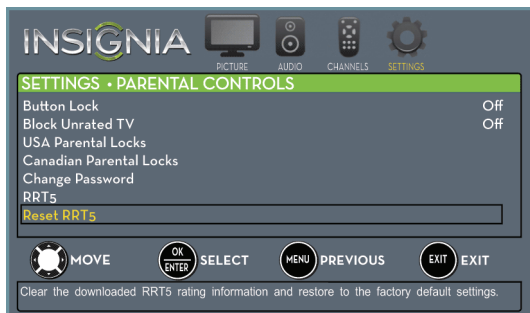 INSIGNIA
PICTURE AUDIO CHANNELS SETTINGS
SETTINGS • PARENTAL CONTROLS
Button Lock Off
Block Unrated TV Off
USA Parental Locks
Canadian Parental Locks
Change Password
RRT5
Reset RRT5
MOVE OK ENTER SELECT MENU PREVIOUS EXIT EXIT
Clear the downloaded RRT5 rating information and restore to the factory default settings.